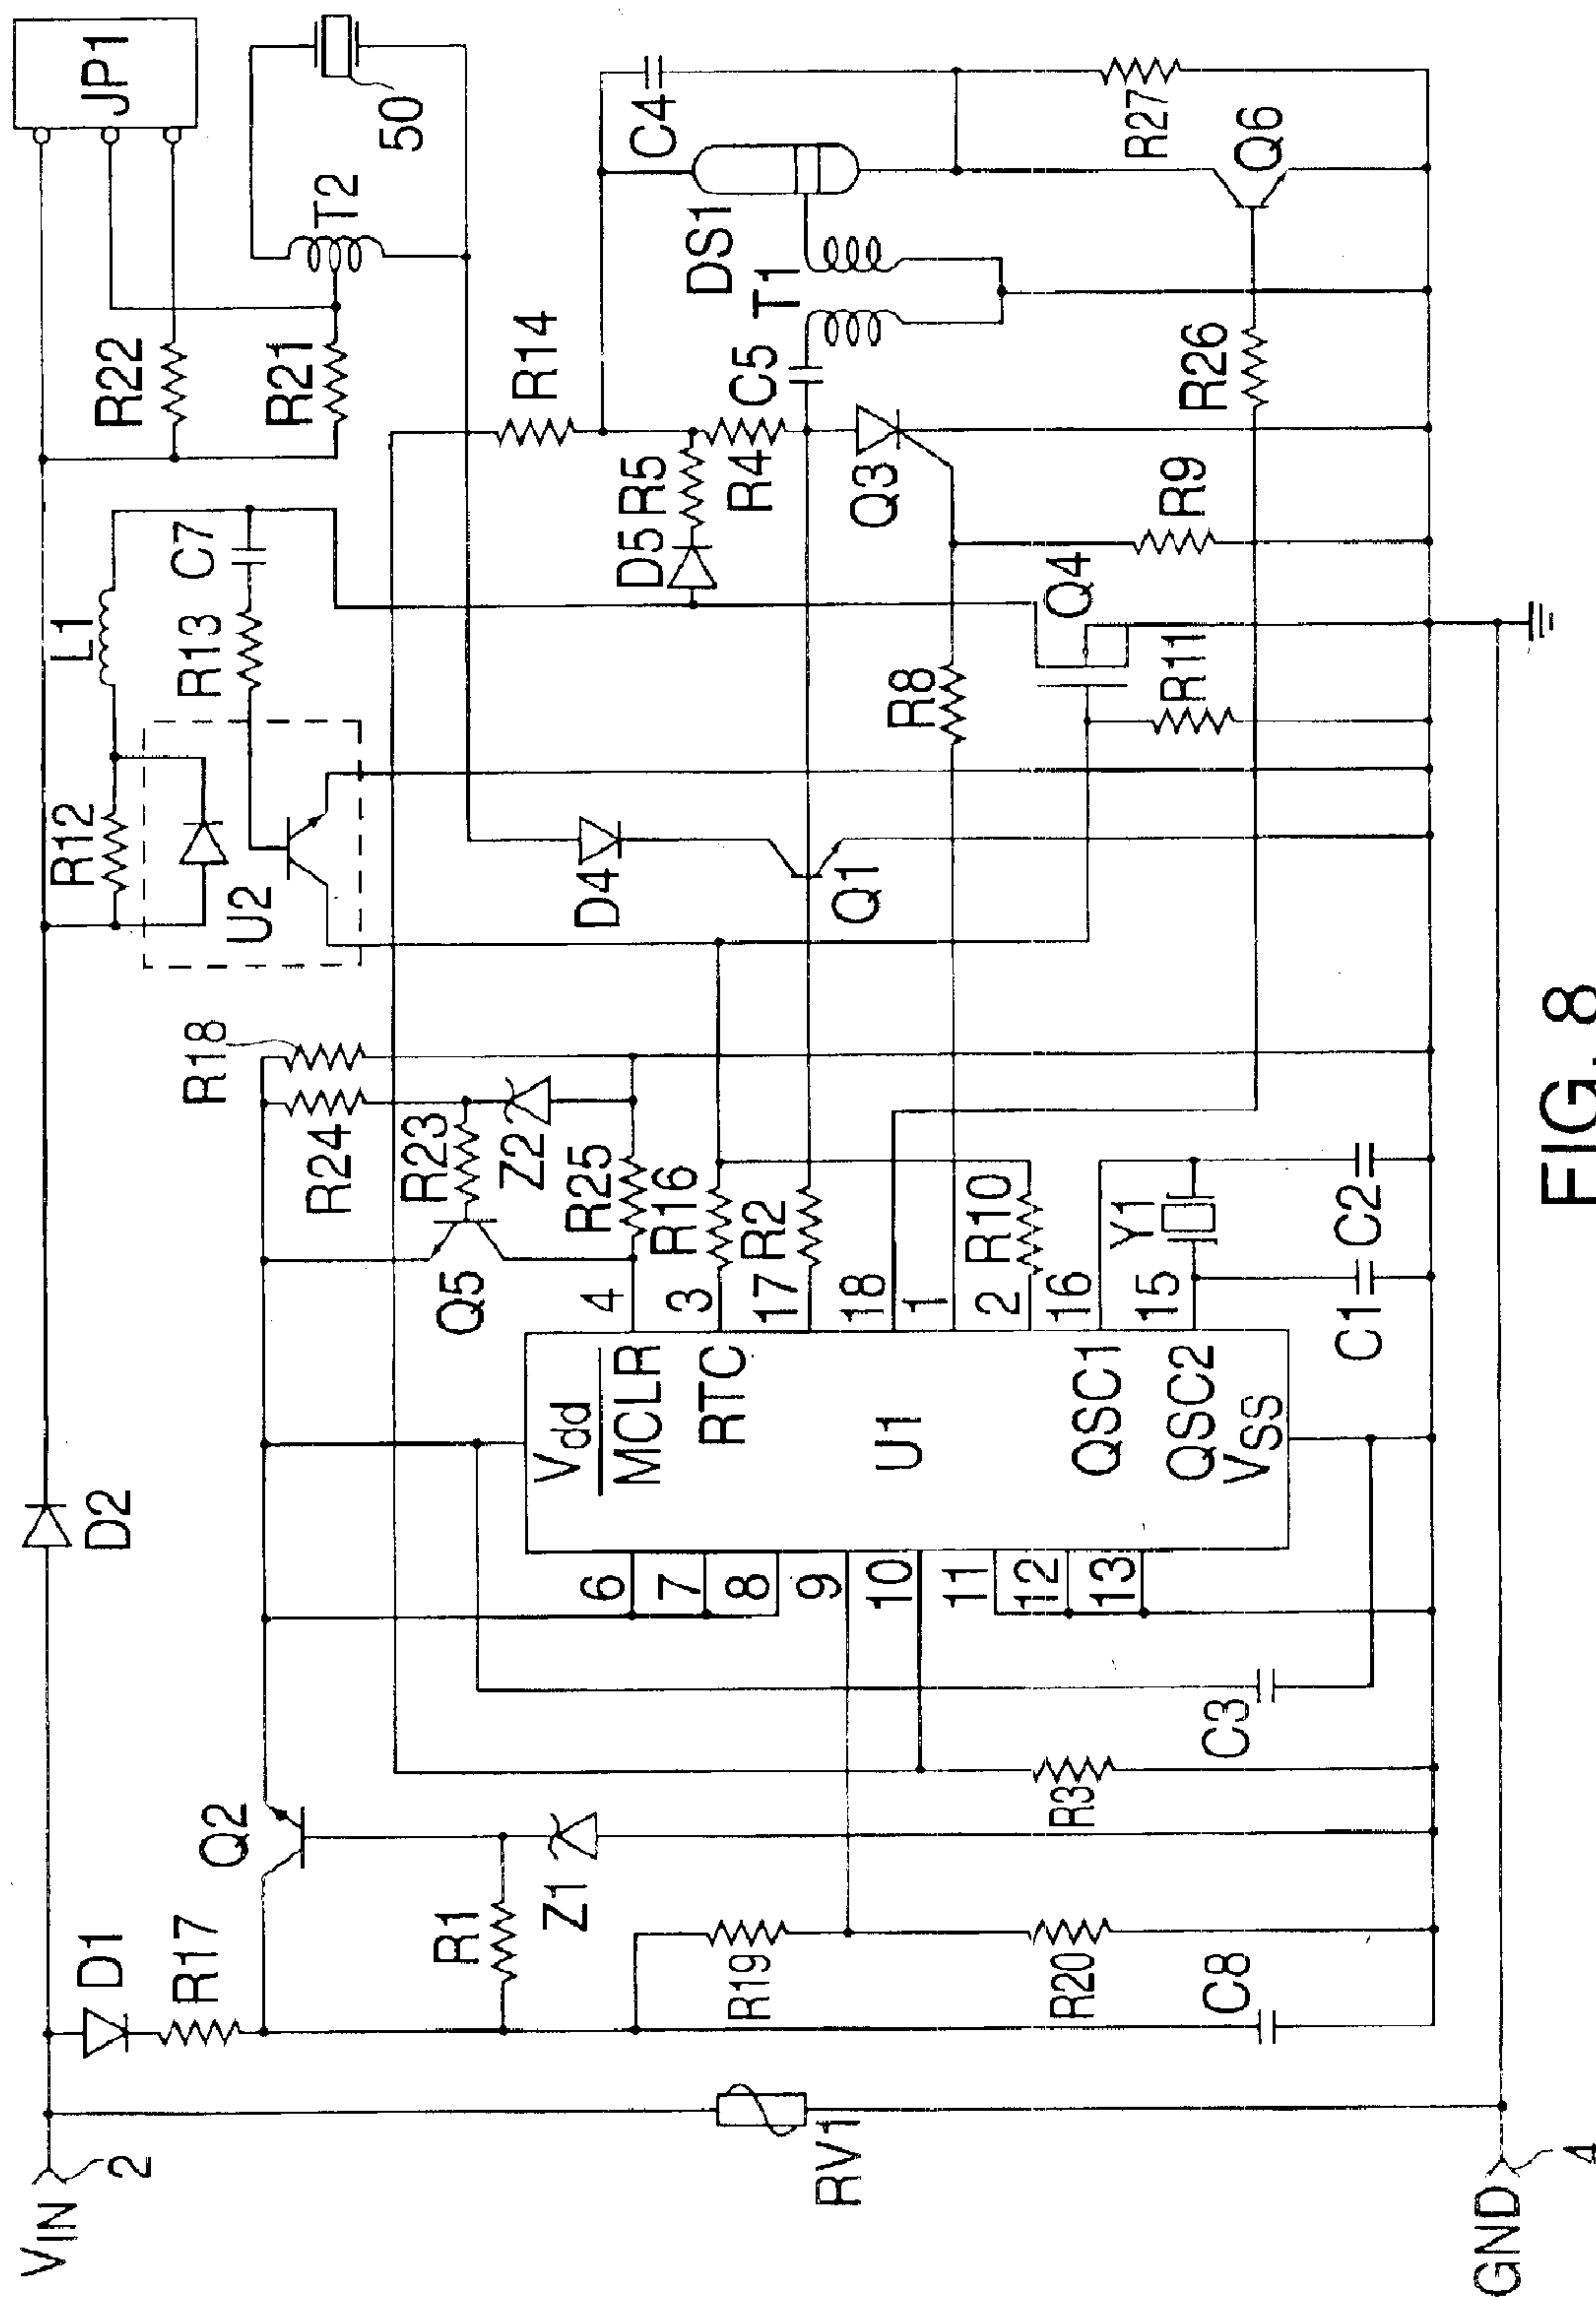 VIN
2
D1
R17
Q2
R1
Z1
R19
R20
C8
RV1
GND
4
D2
R3
C3
6
7
8
9
10
11
12
13
Vdd
MCLR
RTC
U1
QSC1
QSC2
VSS
4
3
17
18
1
2
16
15
Q5
R18
R24
R23
Z2
R25
R16
R2
R10
Y1
C1
C2
R12
L1
U2
R13
C7
D4
Q1
R8
Q4
R11
R9
D5
R5
R4
Q3
C5
R14
R22
R21
JP1
T2
50
C4
DS1
T1
R26
R27
Q6
FIG. 8